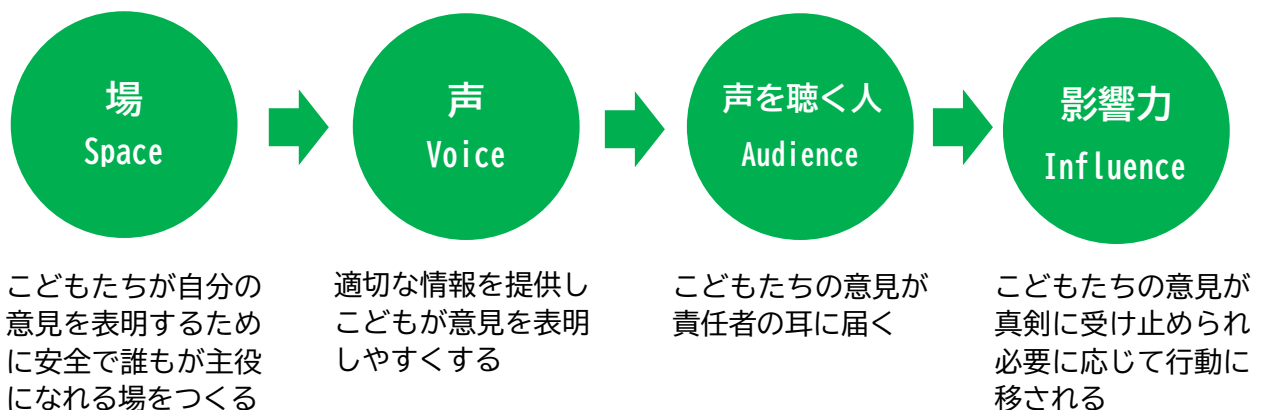 場
Space
声
Voice
声を聴く人
Audience
影響力
Influence
こどもたちが自分の
意見を表明するため
に安全で誰もが主役
になれる場をつくる
適切な情報を提供し
こどもが意見を表明
しやすくする
こどもたちの意見が
責任者の耳に届く
こどもたちの意見が
真剣に受け止められ
必要に応じて行動に
移される